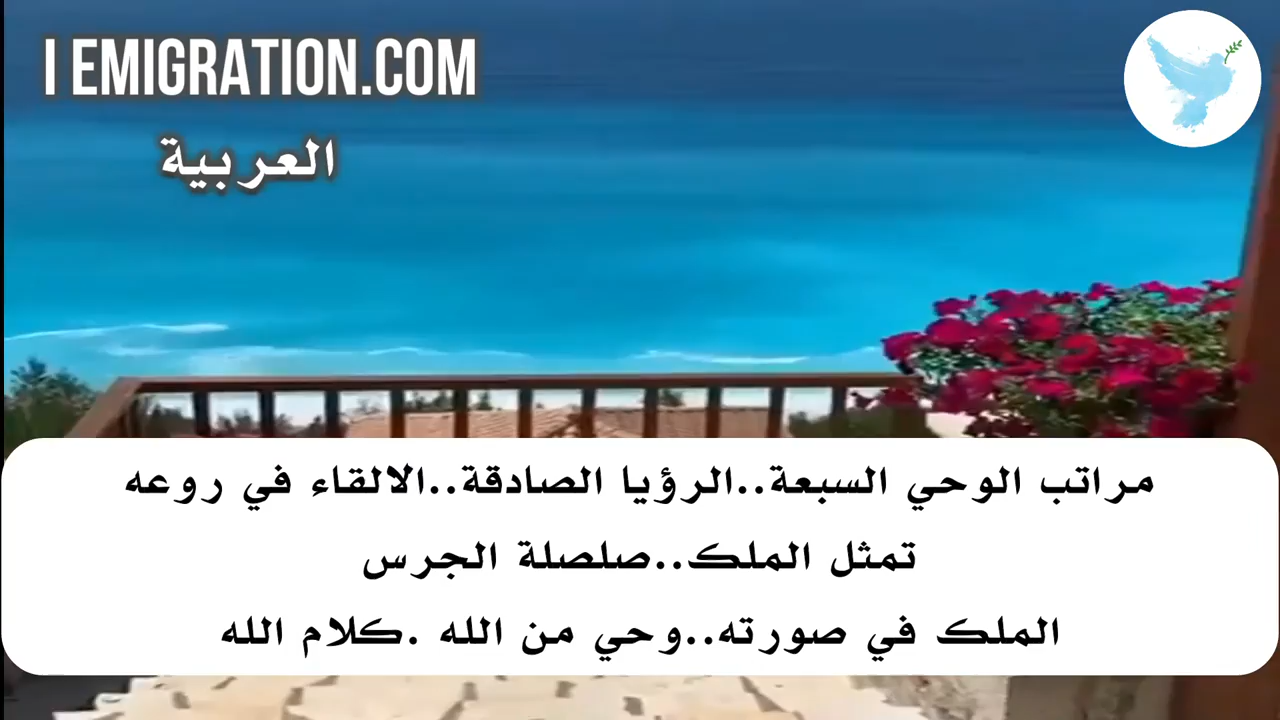 I EMIGRATION.COM
العربية
مراتب الوحي السبعة..الرؤيا الصادقة..الالقاء في روعه
تمثل الملك..صلصلة الجرس
الملك في صورته..وحي من الله .كلام الله